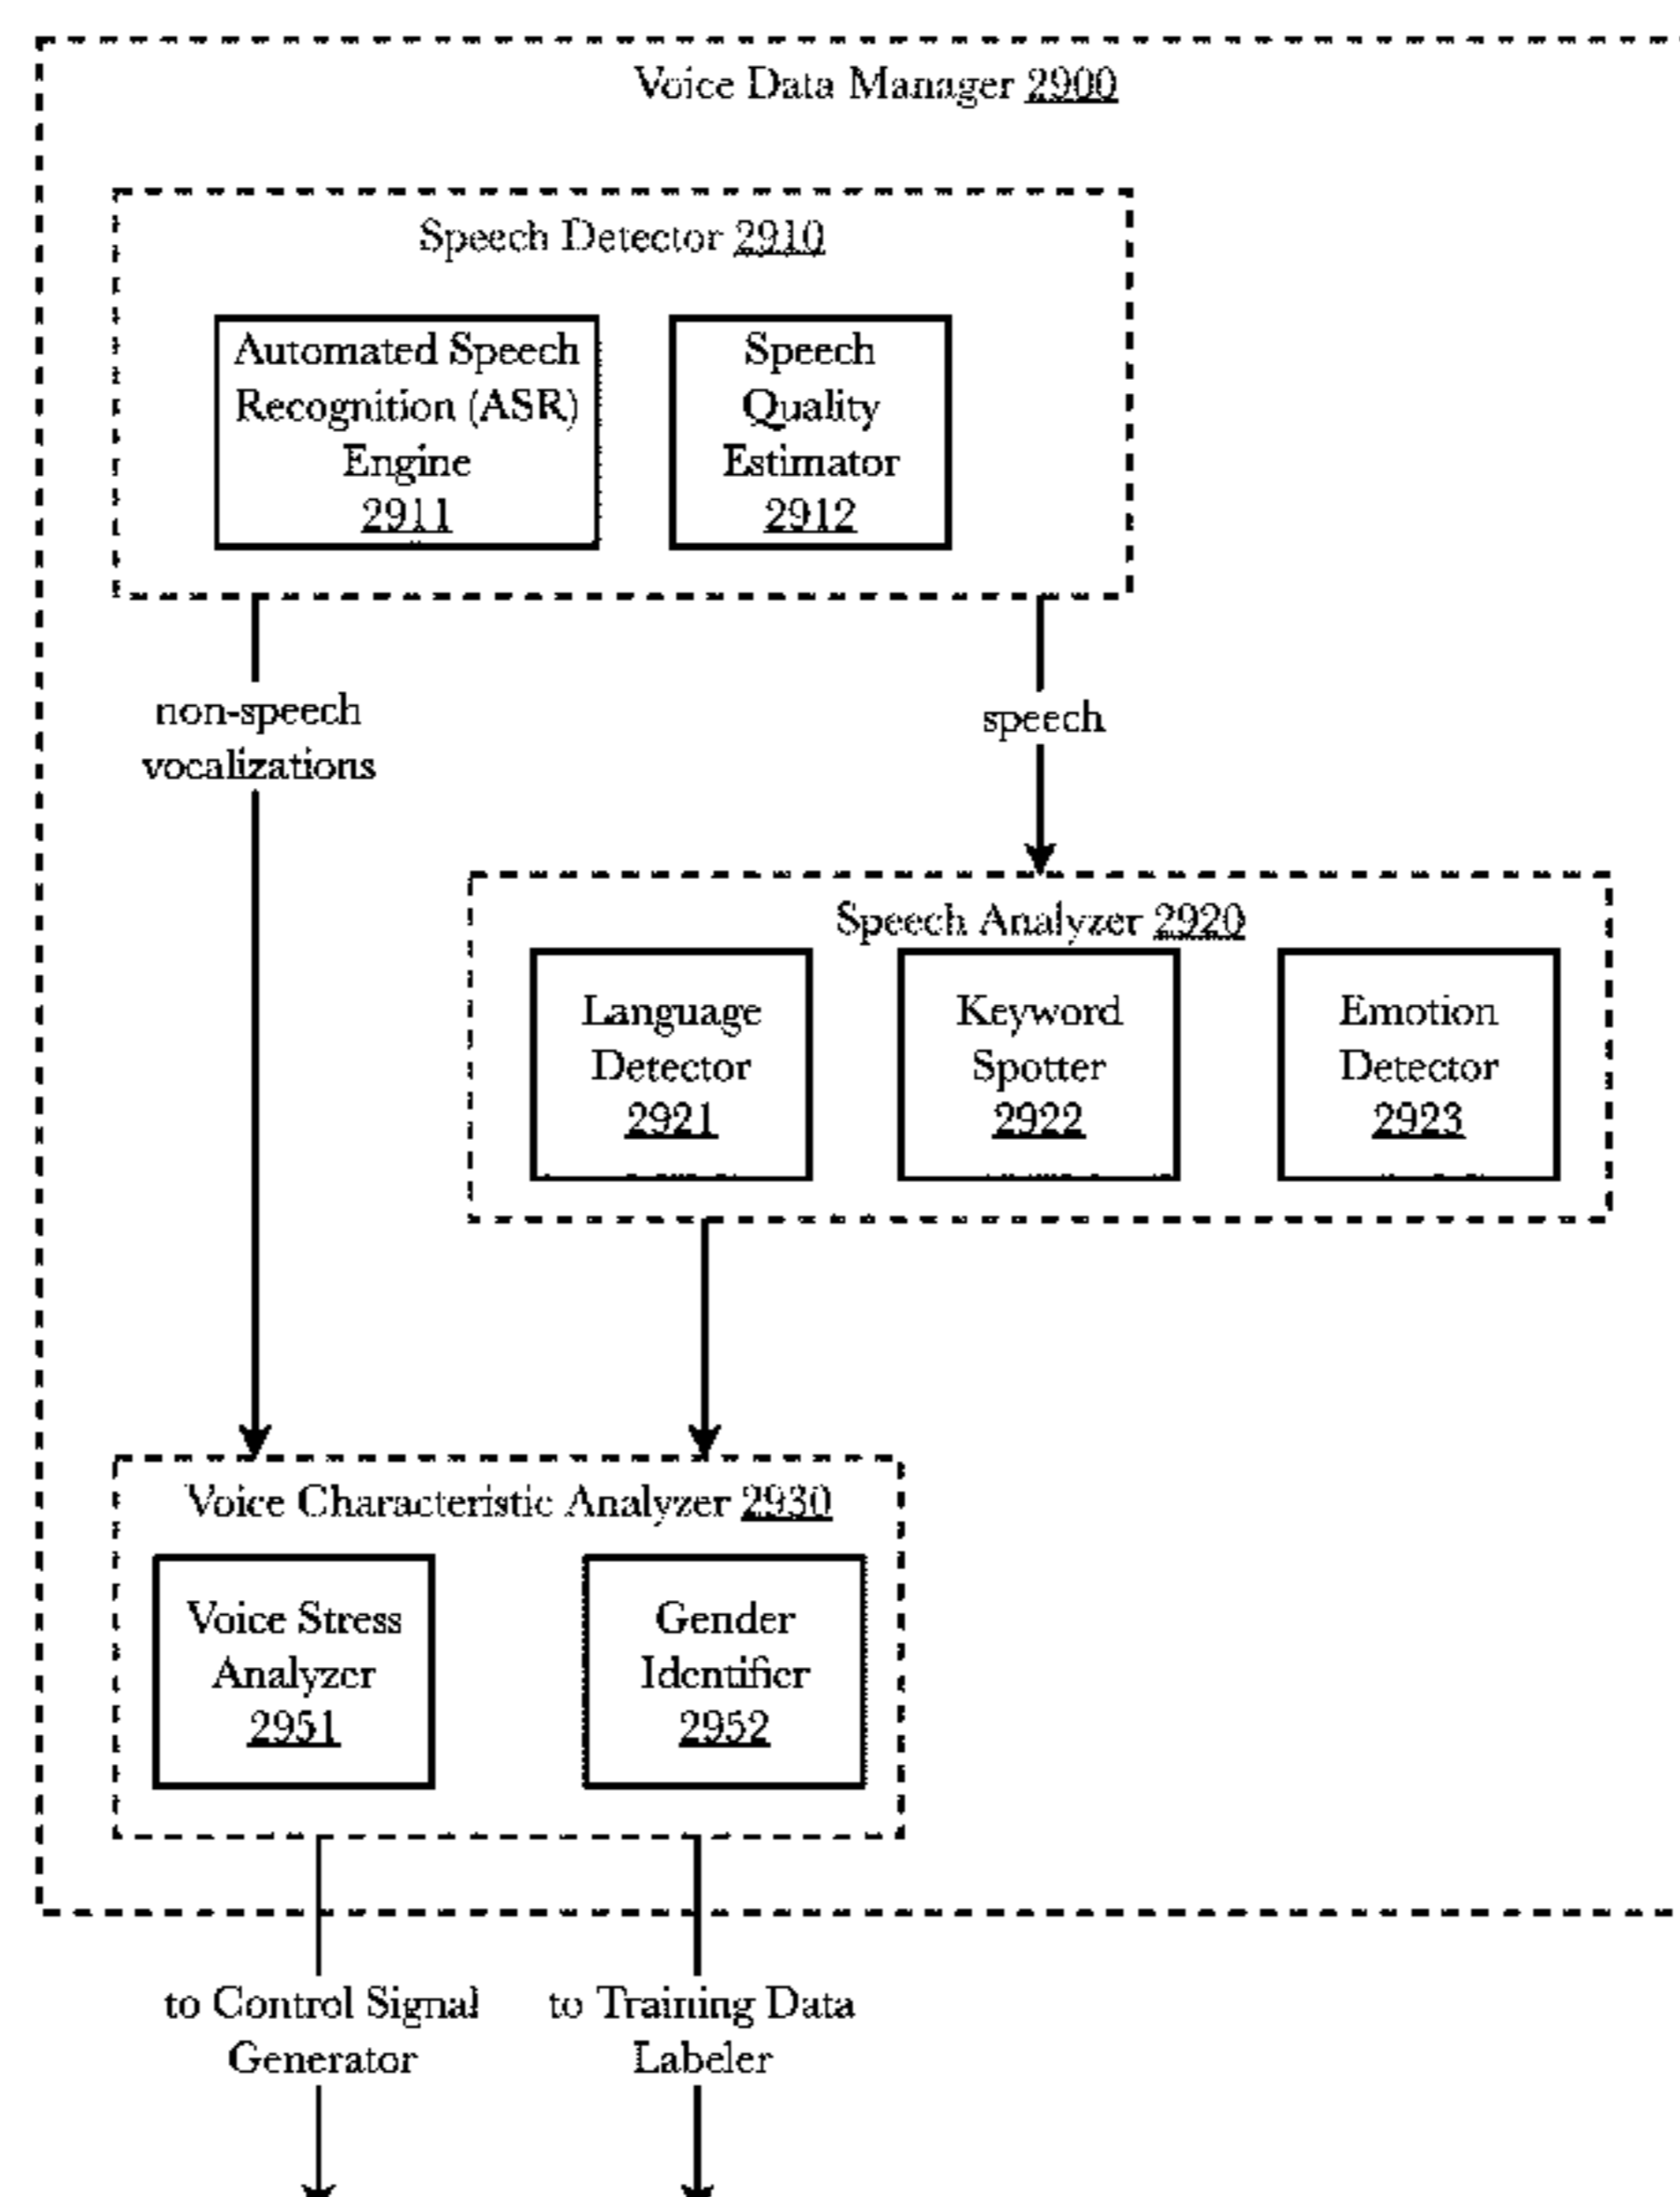 Voice Data Manager 2900
Speech Detector 2910
Automated Speech
Recognition (ASR)
Engine
2911
Speech
Quality
Estimator
2912
non-speech
vocalizations
speech
Speech Analyzer 2920
Language
Detector
2921
Keyword
Spotter
2922
Emotion
Detector
2923
Voice Characteristic Analyzer 2930
Voice Stress
Analyzer
2951
Gender
Identifier
2952
to Control Signal
Generator
to Training Data
Labeler